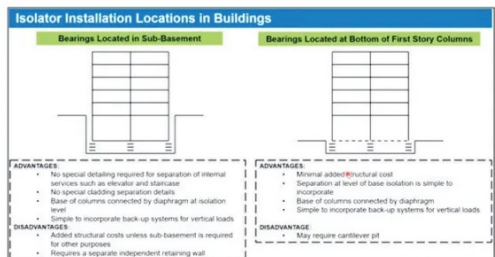 Isolator Installation Locations in Buildings
Bearings Located in Sub-Basement
ADVANTAGES:
• No special detailing required for separation of internal
services such as elevator and staircase
• No special cladding separation details
• Base of columns connected by diaphragm at isolation
level
• Simple to incorporate back-up systems for vertical loads
DISADVANTAGES:
• Added structural costs unless sub-basement is required
for other purposes
• Requires a separate independent retaining wall
Bearings Located at Bottom of First Story Columns
ADVANTAGES:
• Minimal added structural cost
• Separation at level of base isolation is simple to
incorporate
• Base of columns connected by diaphragm
• Simple to incorporate back-up systems for vertical loads
DISADVANTAGE:
• May require cantilever pit